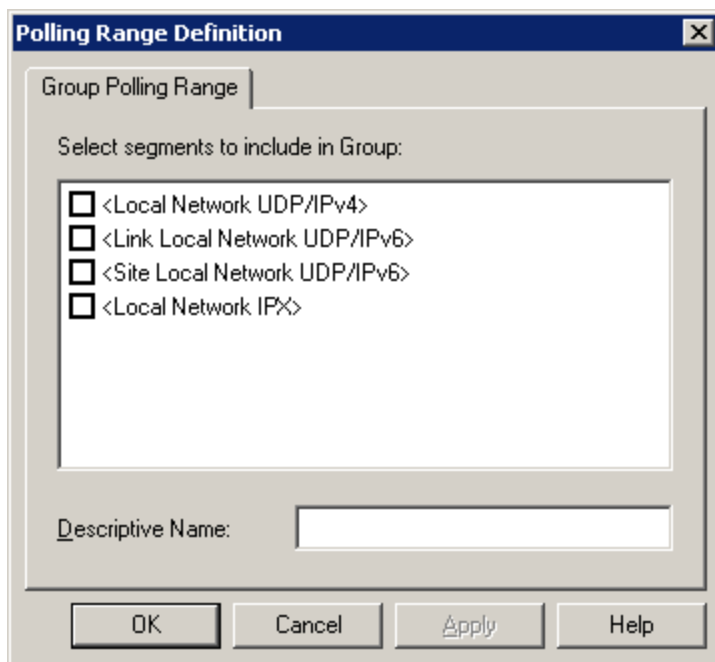 Polling Range Definition
Group Polling Range
Select segments to include in Group:
<Local Network UDP/IPv4>
<Link Local Network UDP/IPv6>
<Site Local Network UDP/IPv6>
<Local Network IPX>
Descriptive Name:
OK Cancel Apply Help